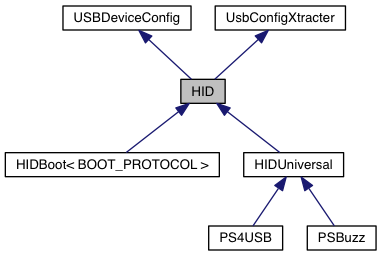 USBDeviceConfig
UsbConfigXtracter
HID
HIDBoot< BOOT_PROTOCOL >
HIDUniversal
PS4USB
PSBuzz